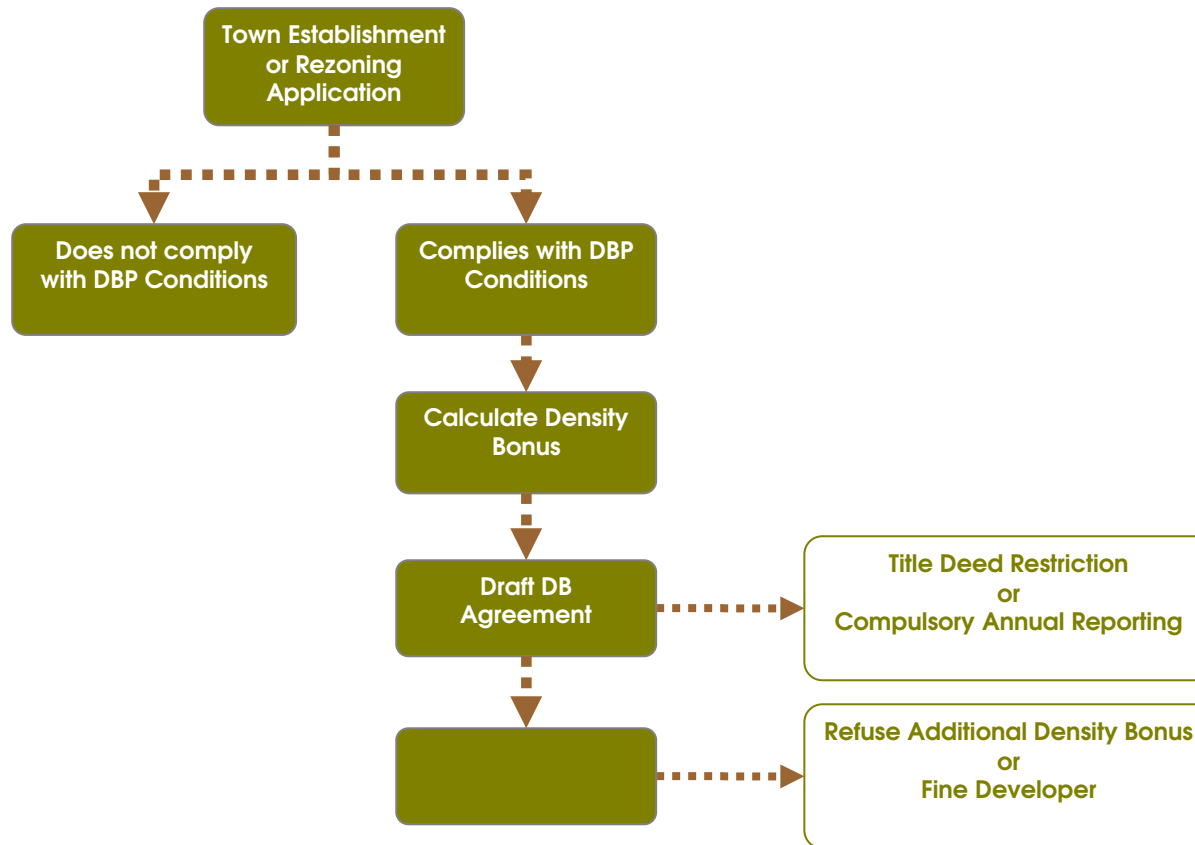 Town Establishment
or Rezoning
Application
Does not comply
with DBP Conditions
Complies with DBP
Conditions
Calculate Density
Bonus
Draft DB
Agreement
Title Deed Restriction
or
Compulsory Annual Reporting
Refuse Additional Density Bonus
or
Fine Developer